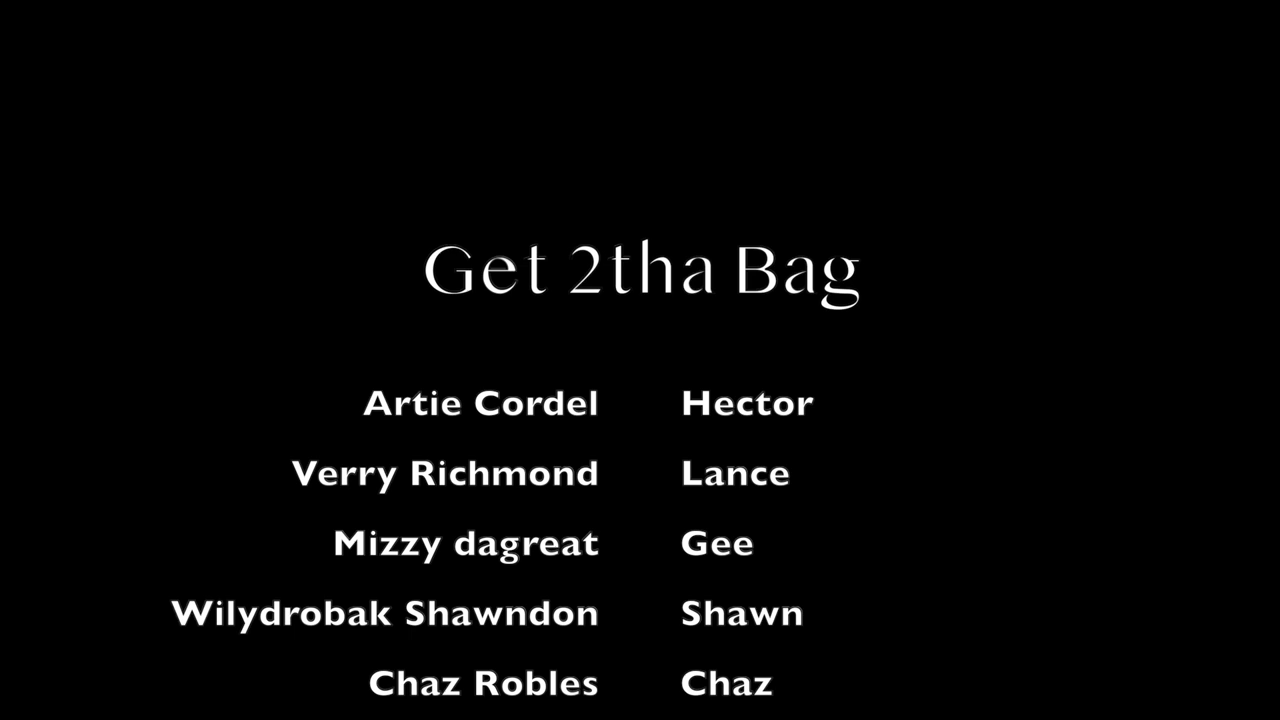 Get 2tha Bag
Artie Cordel Hector
Verry Richmond Lance
Mizzy dagreat Gee
Wilydrobak Shawndon Shawn
Chaz Robles Chaz